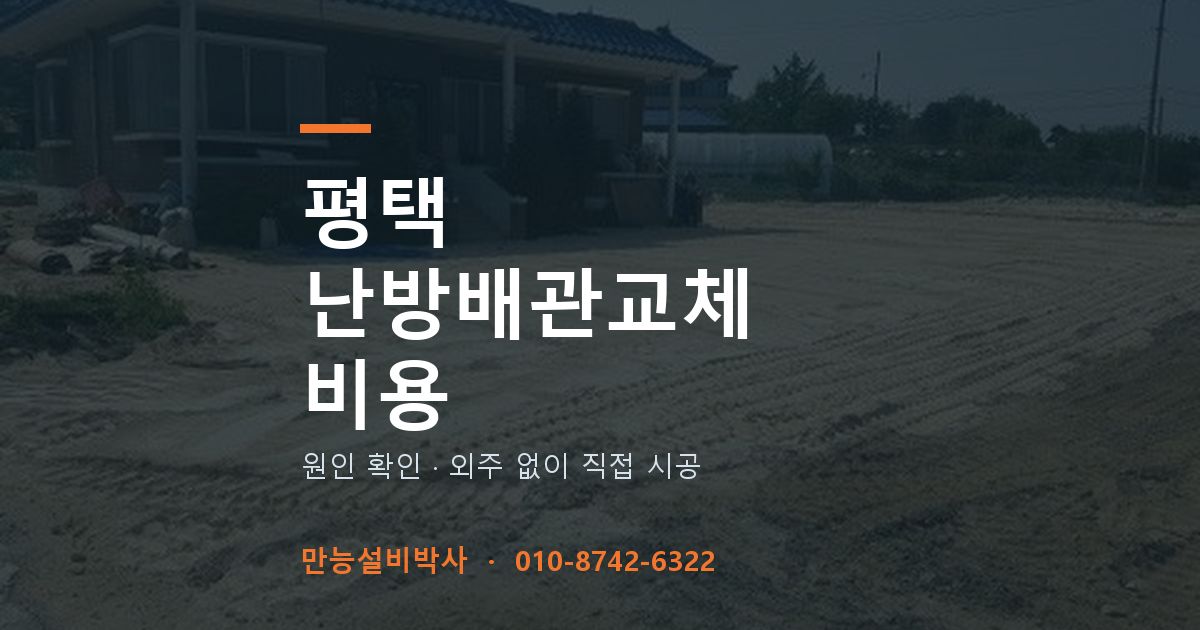 평택
난방배관교체
비용
원인 확인 · 외주 없이 직접 시공
만능설비박사 · 010-8742-6322